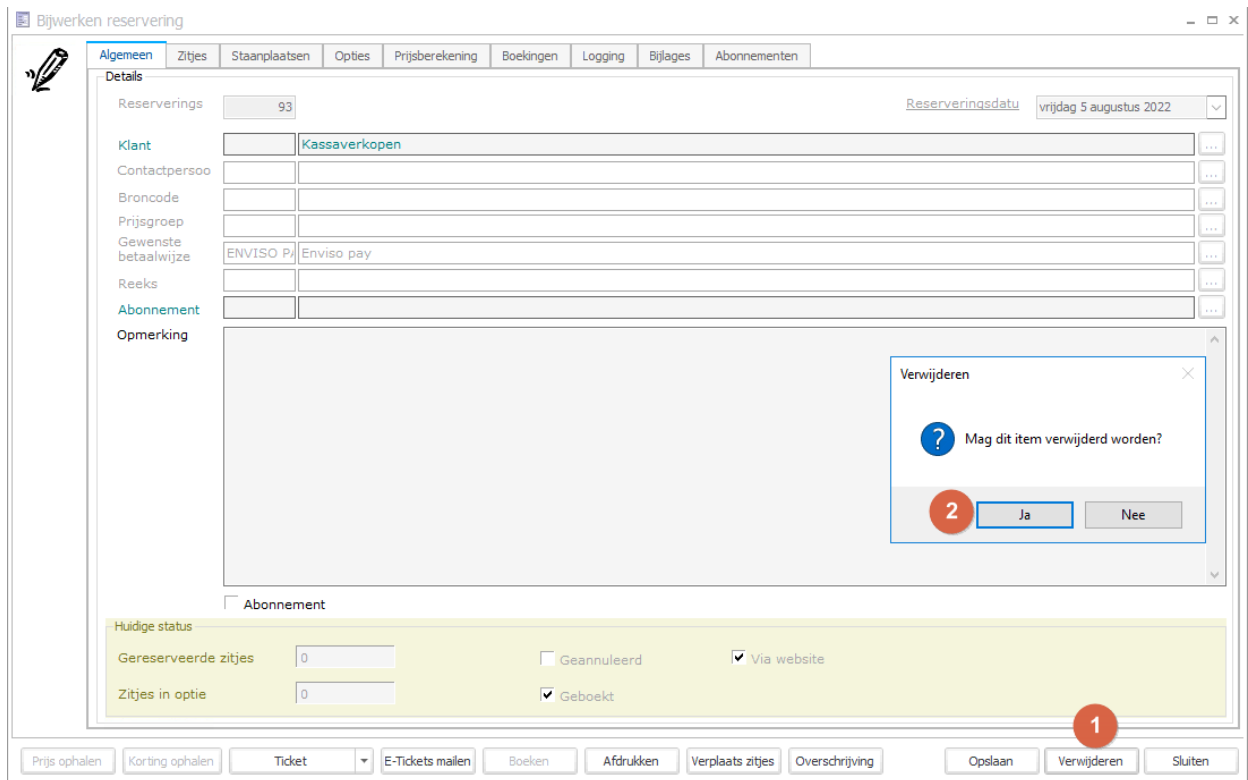 Bijwerken reservering
Algemeen Zitjes Staanplaatsen Opties Prijsberekening Boekingen Logging Bijlages Abonnementen
Details
Reserverings 93 Reserveringsdatu vrijdag 5 augustus 2022
Klant Kassaverkopen ...
Contactpersoo ...
Broncode ...
Prijsgroep ...
Gewenste
betaalwijze ENVISO PA Enviso pay ...
Reeks ...
Abonnement ...
Opmerking
Verwijderen
? Mag dit item verwijderd worden?
2 Ja Nee
Abonnement
Huidige status
Gereserveerde zitjes 0 Geannuleerd Via website
Zitjes in optie 0 Geboekt
1
Prijs ophalen Korting ophalen Ticket E-Tickets mailen Boeken Afdrukken Verplaats zitjes Overschrijving Opslaan Verwijderen Sluiten